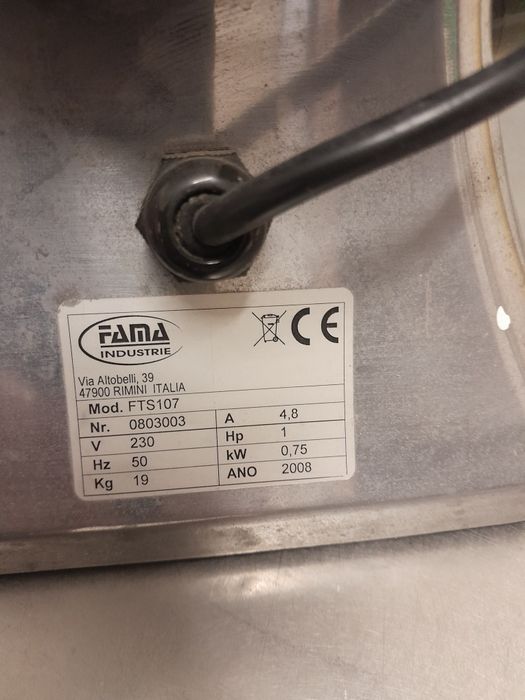 FAMA
INDUSTRIE
CE
Via Altobelli, 39
47900 RIMINI ITALIA
Mod. FTS107
Nr. 0803003
V 230
Hz 50
Kg 19
A 4,8
Hp 1
kW 0,75
ANO 2008